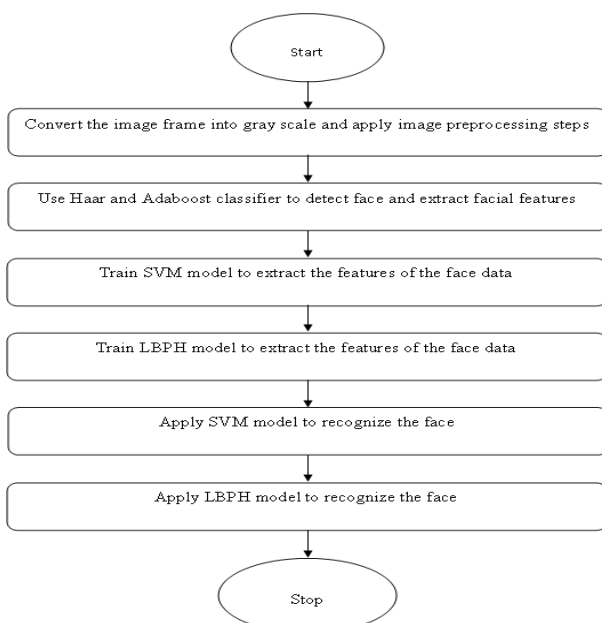 Start
Convert the image frame into gray scale and apply image preprocessing steps
Use Haar and Adaboost classifier to detect face and extract facial features
Train SVM model to extract the features of the face data
Train LBPH model to extract the features of the face data
Apply SVM model to recognize the face
Apply LBPH model to recognize the face
Stop